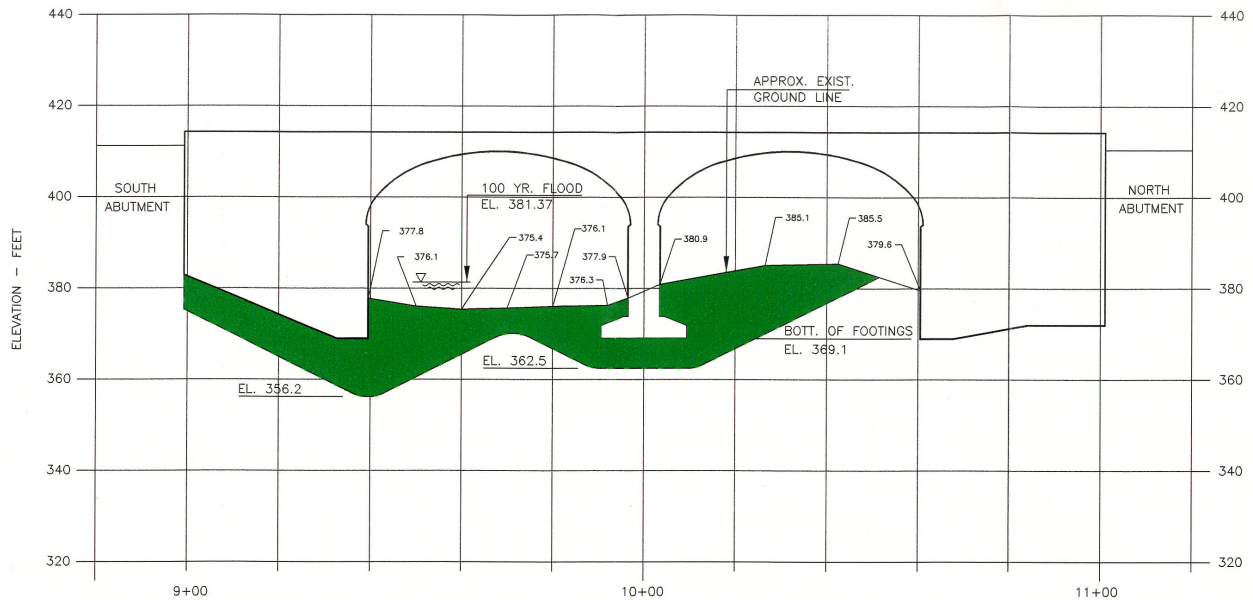 440
440
APPROX. EXIST.
GROUND LINE
420
420
400
400
SOUTH
ABUTMENT
100 YR. FLOOD
EL. 381.37
NORTH
ABUTMENT
377.8
376.1
375.4
375.7
376.1
377.9
376.3
380.9
385.1
385.5
379.6
ELEVATION - FEET
380
380
BOTT. OF FOOTINGS
EL. 369.1
EL. 362.5
360
360
EL. 356.2
340
340
320
320
9+00
10+00
11+00